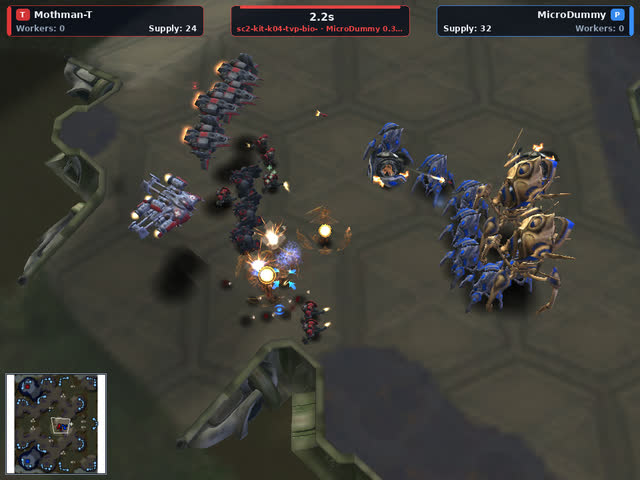 T Mothman-T
Workers: 0 Supply: 24
2.2s
sc2-kit-k04-tvp-bio- · MicroDummy 0.3...
MicroDummy P
Supply: 32 Workers: 0